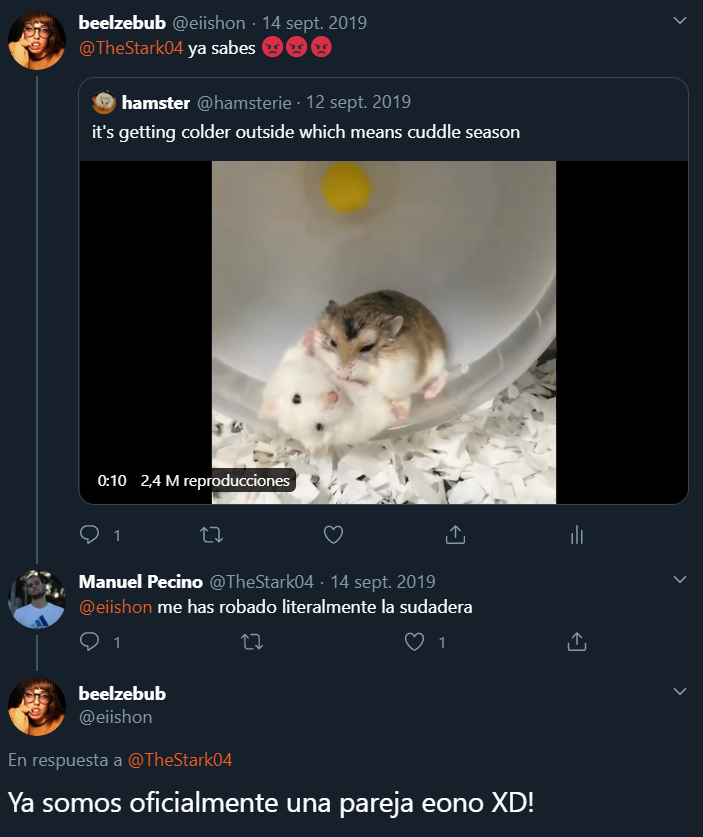 beelzebub @eiishon · 14 sept. 2019
@TheStark04 ya sabes 😡😡😡
hamster @hamsterie · 12 sept. 2019
it's getting colder outside which means cuddle season
0:10 2,4 M reproducciones
1
Manuel Pecino @TheStark04 · 14 sept. 2019
@eiishon me has robado literalmente la sudadera
1 1
beelzebub
@eiishon
En respuesta a @TheStark04
Ya somos oficialmente una pareja eono XD!